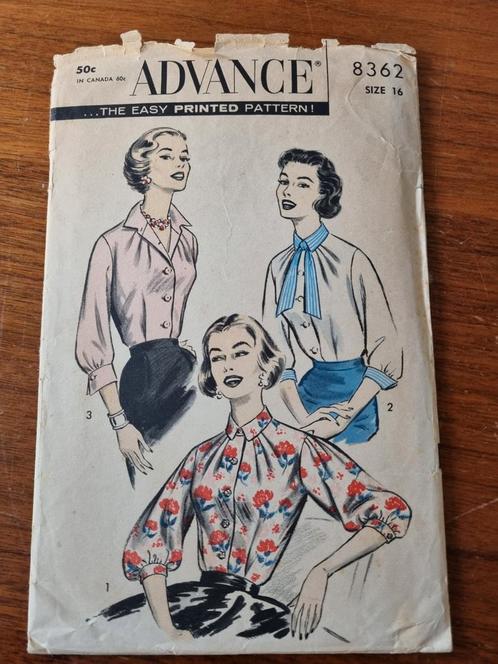 50c
IN CANADA 60c
ADVANCE®
8362
SIZE 16
...THE EASY PRINTED PATTERN!
3
2
1